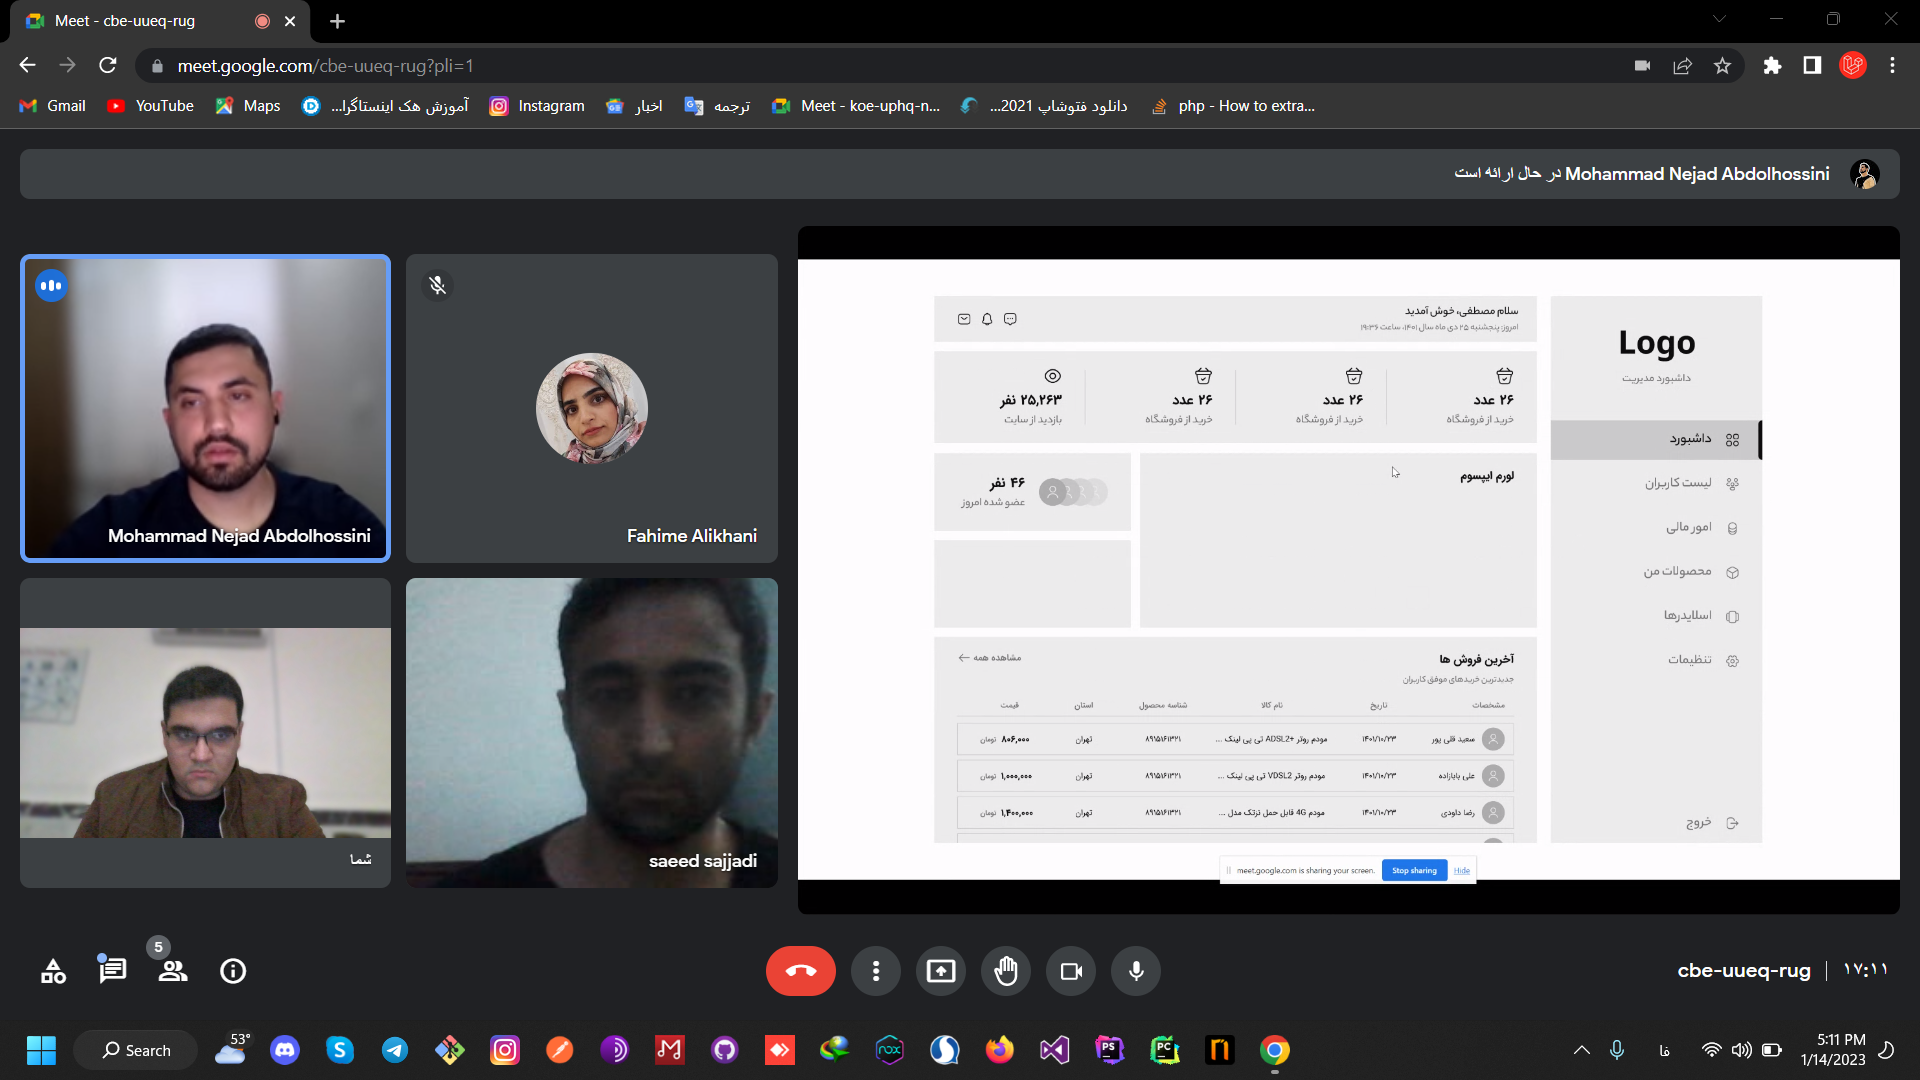 Meet - cbe-uueq-rug
meet.google.com/cbe-uueq-rug?pli=1
Gmail
YouTube
Maps
آموزش هک اینستاگرا...
Instagram
اخبار
ترجمه
Meet - koe-uphq-n...
دانلود فتوشاپ 2021...
php - How to extra...
Mohammad Nejad Abdolhossini در حال ارائه است
Mohammad Nejad Abdolhossini
Fahime Alikhani
شما
saeed sajjadi
سلام مصطفی، خوش آمدید
امروز: پنجشنبه ۲۵ دی ماه سال ۱۴۰۱، ساعت ۱۹:۳۶
۲۶ عدد
خرید از فروشگاه
۲۶ عدد
خرید از فروشگاه
۲۶ عدد
خرید از فروشگاه
۲۵,۲۶۳ نفر
بازدید از سایت
۴۶ نفر
عضو شده امروز
لورم ایپسوم
آخرین فروش ها
جدیدترین خریدهای موفق کاربران
مشاهده همه
مشخصات تاریخ نام کالا شناسه محصول استان قیمت
سعید قلی پور ۱۴۰۱/۱۰/۲۳ مودم روتر ADSL2+ تی پی لینک ... ۸۹۱۵۱۶۱۳۲۱ تهران ۸۰۶,۰۰۰ تومان
علی بابازاده ۱۴۰۱/۱۰/۲۳ مودم روتر VDSL2 تی پی لینک ... ۸۹۱۵۱۶۱۳۲۱ تهران ۱,۰۰۰,۰۰۰ تومان
رضا داودی ۱۴۰۱/۱۰/۲۳ مودم 4G قابل حمل نزتک مدل ... ۸۹۱۵۱۶۱۳۲۱ تهران ۱,۴۰۰,۰۰۰ تومان
Logo
داشبورد مدیریت
داشبورد
لیست کاربران
امور مالی
محصولات من
اسلایدرها
تنظیمات
خروج
meet.google.com is sharing your screen.
Stop sharing
Hide
5
cbe-uueq-rug
۱۷:۱۱
Search
53°
فا
5:11 PM
1/14/2023